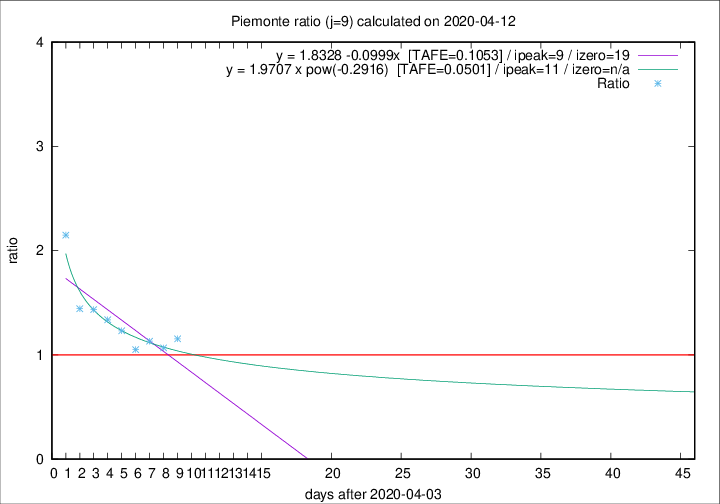 Piemonte ratio (j=9) calculated on 2020-04-12
y = 1.8328 -0.0999x [TAFE=0.1053] / ipeak=9 / izero=19
y = 1.9707 x pow(-0.2916) [TAFE=0.0501] / ipeak=11 / izero=n/a
Ratio
4
3
2
1
0
ratio
0 1 2 3 4 5 6 7 8 9 10 11 12 13 14 15 20 25 30 35 40 45
days after 2020-04-03